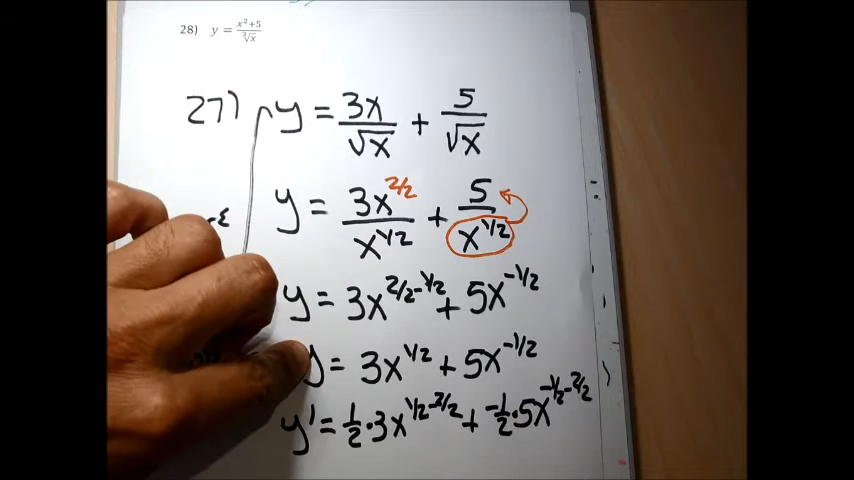 28) y = x²+5 / ∛x
27) y = 3x/√x + 5/√x
y = 3x^2/2 / x^1/2 + 5 / x^1/2
y = 3x^2/2-1/2 + 5x^-1/2
y = 3x^1/2 + 5x^-1/2
y' = 1/2 · 3x^1/2-2/2 + -1/2 · 5x^-1/2-2/2